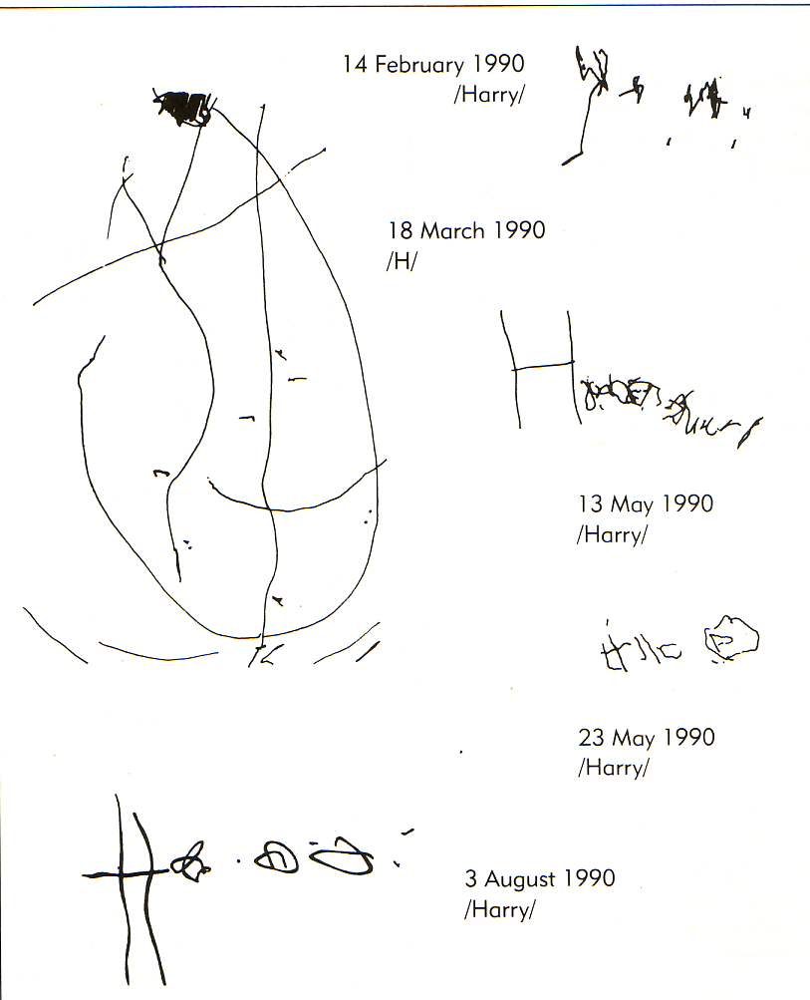 14 February 1990
/Harry/
18 March 1990
/H/
H
13 May 1990
/Harry/
23 May 1990
/Harry/
H
3 August 1990
/Harry/